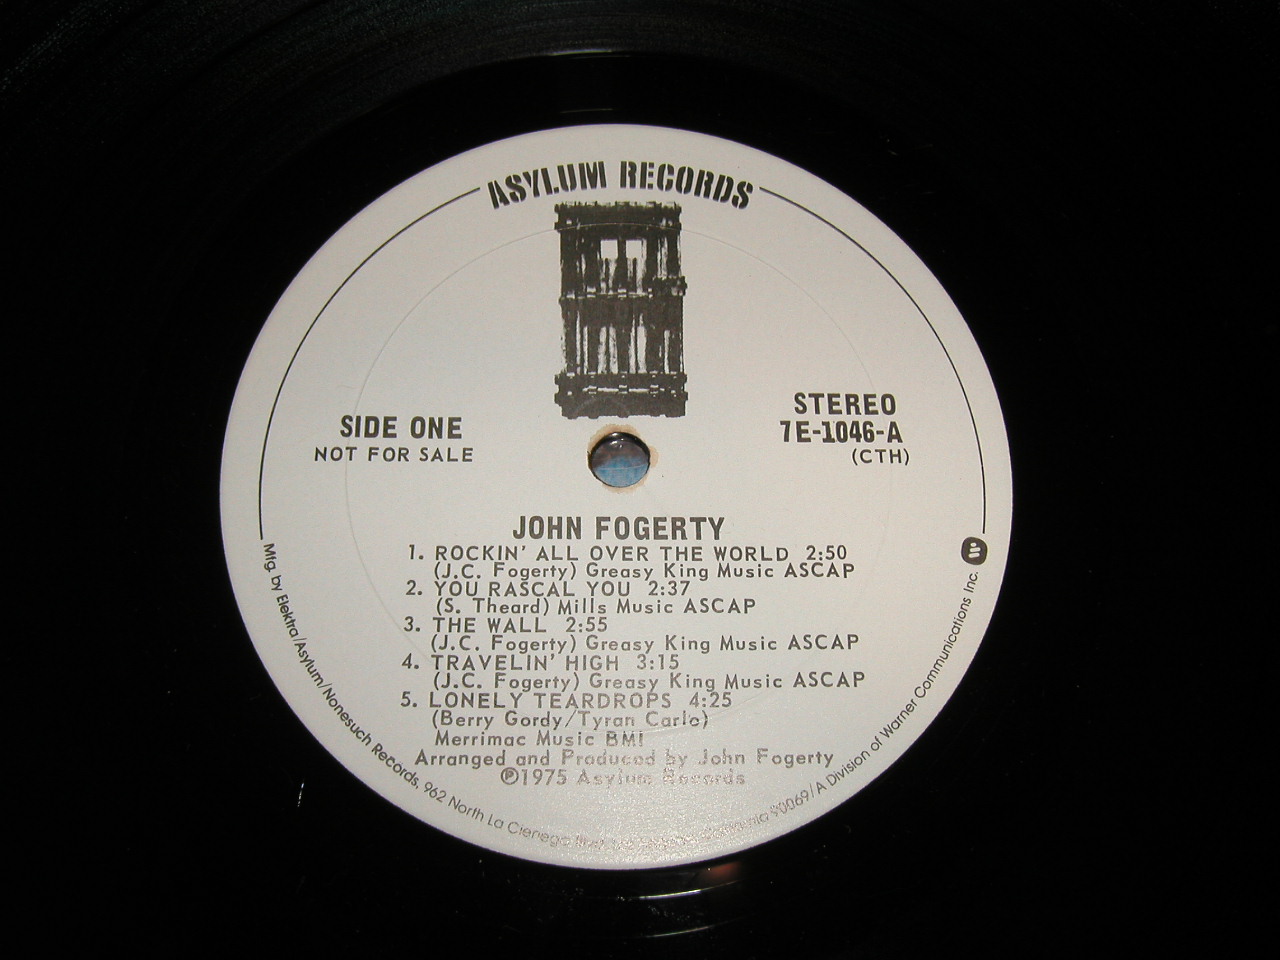 ASYLUM RECORDS
SIDE ONE
NOT FOR SALE
STEREO
7E-1046-A
(CTH)
JOHN FOGERTY
1. ROCKIN' ALL OVER THE WORLD 2:50
(J.C. Fogerty) Greasy King Music ASCAP
2. YOU RASCAL YOU 2:37
(S. Theard) Mills Music ASCAP
3. THE WALL 2:55
(J.C. Fogerty) Greasy King Music ASCAP
4. TRAVELIN' HIGH 3:15
(J.C. Fogerty) Greasy King Music ASCAP
5. LONELY TEARDROPS 4:25
(Berry Gordy/Tyran Carlo)
Merrimac Music BMI
Arranged and Produced by John Fogerty
℗1975 Asylum Records
Mfg. by Elektra/Asylum/Nonesuch Records, 962 North La Cienega California 90069/A Division of Warner Communications Inc.